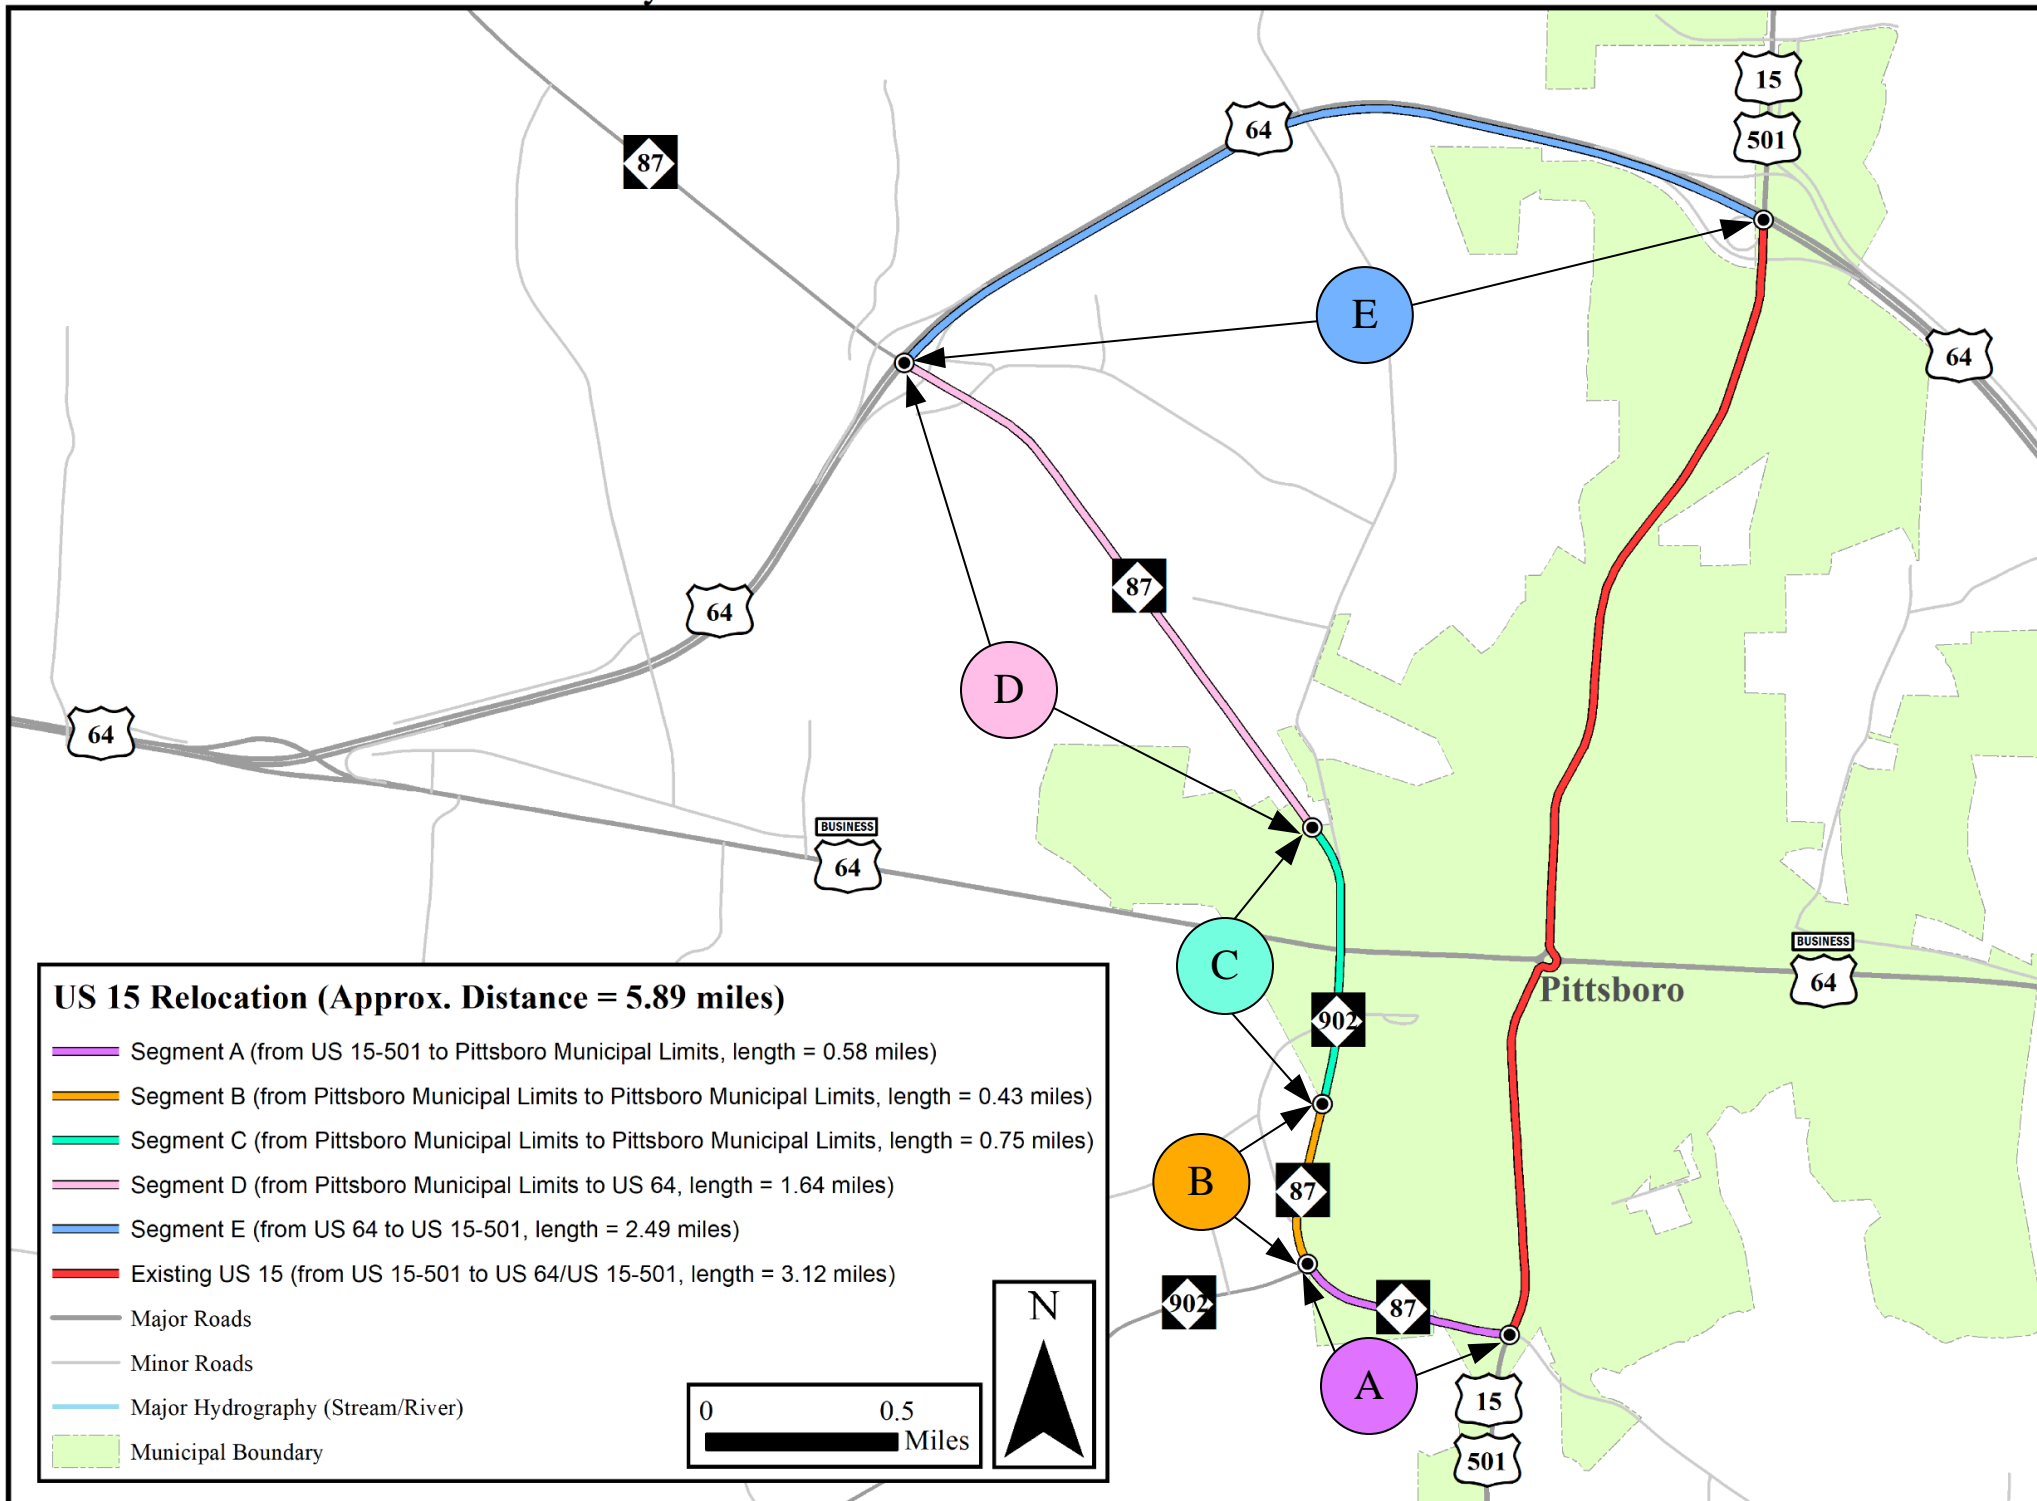 15
501
64
87
E
64
87
64
D
64
BUSINESS
64
C
BUSINESS
64
Pittsboro
902
B
87
902
87
A
15
501
US 15 Relocation (Approx. Distance = 5.89 miles)
Segment A (from US 15-501 to Pittsboro Municipal Limits, length = 0.58 miles)
Segment B (from Pittsboro Municipal Limits to Pittsboro Municipal Limits, length = 0.43 miles)
Segment C (from Pittsboro Municipal Limits to Pittsboro Municipal Limits, length = 0.75 miles)
Segment D (from Pittsboro Municipal Limits to US 64, length = 1.64 miles)
Segment E (from US 64 to US 15-501, length = 2.49 miles)
Existing US 15 (from US 15-501 to US 64/US 15-501, length = 3.12 miles)
Major Roads
Minor Roads
Major Hydrography (Stream/River)
Municipal Boundary
0 0.5
Miles
N